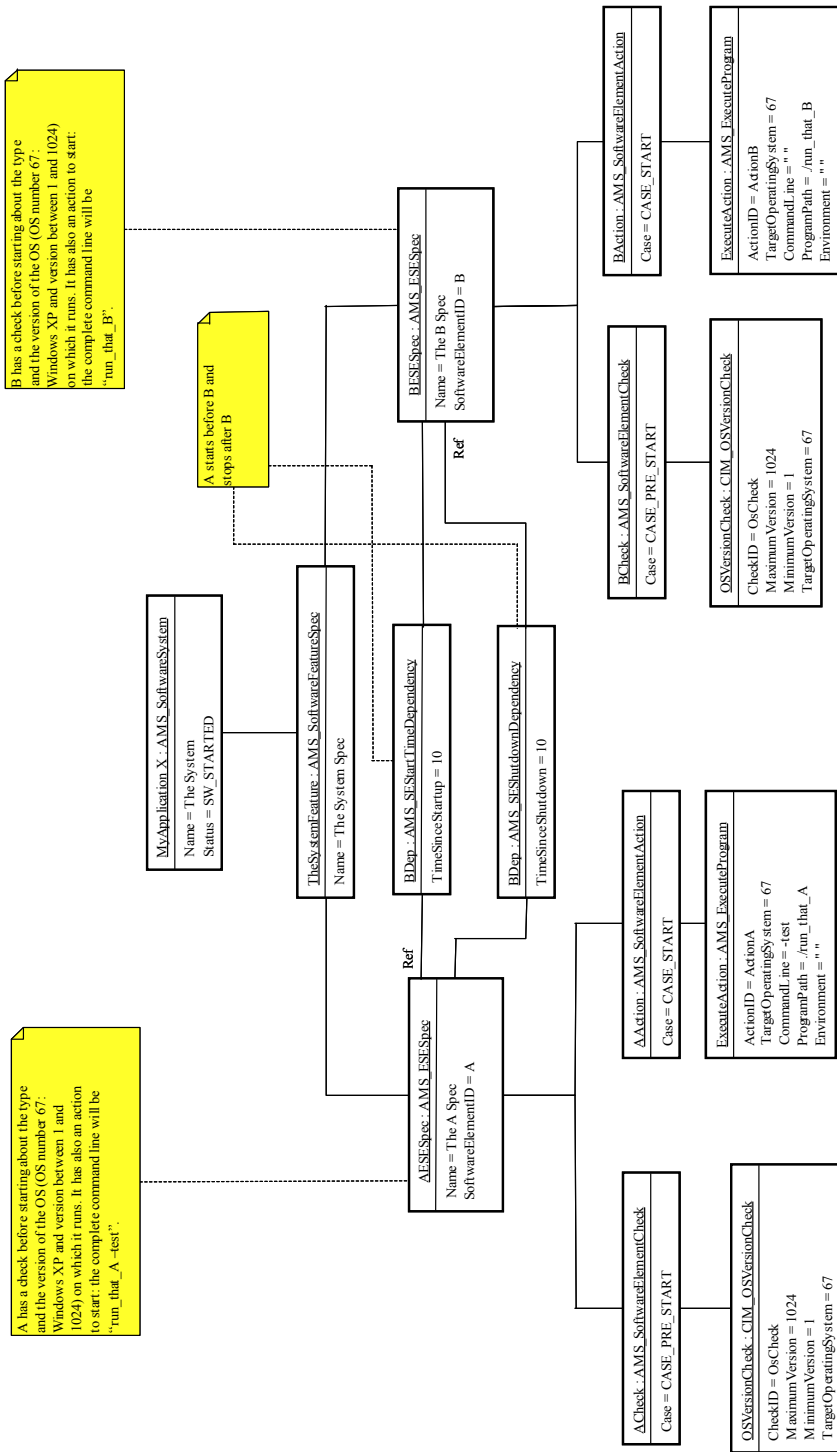 A has a check before starting about the type
and the version of the OS (OS number 67:
Windows XP and version between 1 and
1024) on which it runs. It has also an action
to start: the complete command line will be
“run_that_A –test”.
B has a check before starting about the type
and the version of the OS (OS number 67:
Windows XP and version between 1 and 1024)
on which it runs. It has also an action to start:
the complete command line will be
“run_that_B”.
MyApplication X : AMS_SoftwareSystem
Name = The System
Status = SW_STARTED
A starts before B and
stops after B
TheSystemFeature : AMS_SoftwareFeatureSpec
Name = The System Spec
AESESpec : AMS_ESESpec
Name = The A Spec
SoftwareElementID = A
Ref
BDep : AMS_SEStartTimeDependency
TimeSinceStartup = 10
BESESpec : AMS_ESESpec
Name = The B Spec
SoftwareElementID = B
Ref
BDep : AMS_SEShutdownDependency
TimeSinceShutdown = 10
ACheck : AMS_SoftwareElementCheck
Case = CASE_PRE_START
AAction : AMS_SoftwareElementAction
Case = CASE_START
BCheck : AMS_SoftwareElementCheck
Case = CASE_PRE_START
BAction : AMS_SoftwareElementAction
Case = CASE_START
OSVersionCheck : CIM_OSVersionCheck
CheckID = OsCheck
MaximumVersion = 1024
MinimumVersion = 1
TargetOperatingSystem = 67
ExecuteAction : AMS_ExecuteProgram
ActionID = ActionA
TargetOperatingSystem = 67
CommandLine = -test
ProgramPath = ./run_that_A
Environment = ""
OSVersionCheck : CIM_OSVersionCheck
CheckID = OsCheck
MaximumVersion = 1024
MinimumVersion = 1
TargetOperatingSystem = 67
ExecuteAction : AMS_ExecuteProgram
ActionID = ActionB
TargetOperatingSystem = 67
CommandLine = ""
ProgramPath = ./run_that_B
Environment = ""